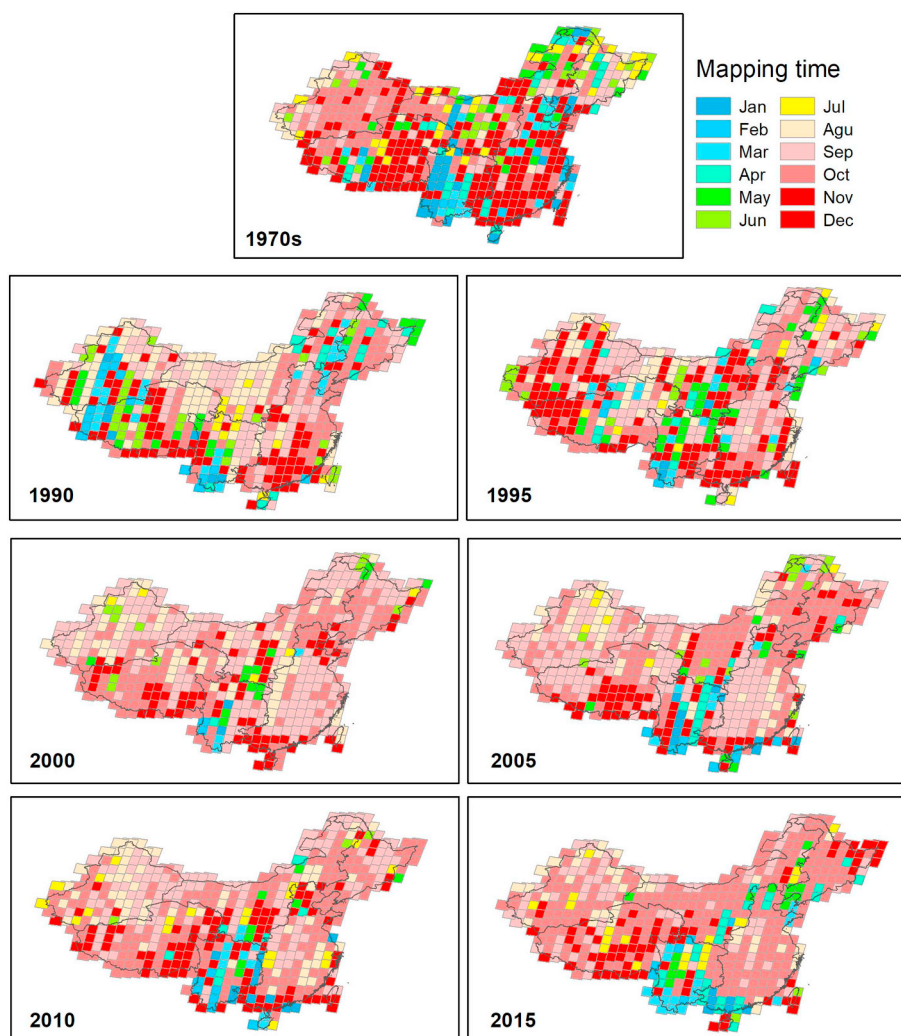 Mapping time
Jan Jul
Feb Agu
Mar Sep
Apr Oct
May Nov
Jun Dec
1970s
1990 1995
2000 2005
2010 2015